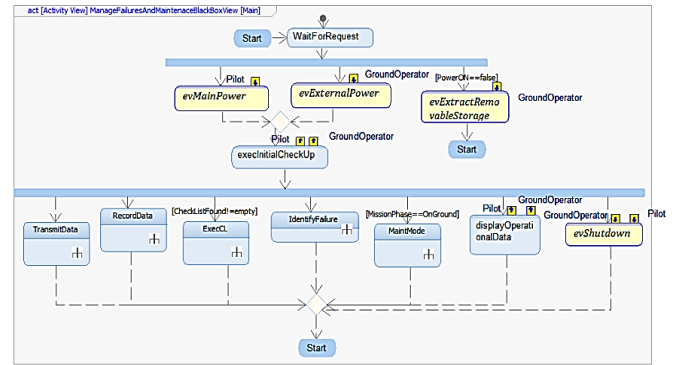 act [Activity View] ManageFailuresAndMaintenaceBlackBoxView [Main]
Start
WaitForRequest
Pilot
GroundOperator
[PowerON==false]
evMainPower
evExternalPower
evExtractRemo
vableStorage
GroundOperator
Pilot
GroundOperator
execInitialCheckUp
Start
TransmitData
RecordData
[CheckListFound!=empty]
ExecCL
IdentifyFailure
[MissionPhase==OnGround]
MaintMode
Pilot
GroundOperator
displayOperati
onalData
GroundOperator
Pilot
evShutdown
Start